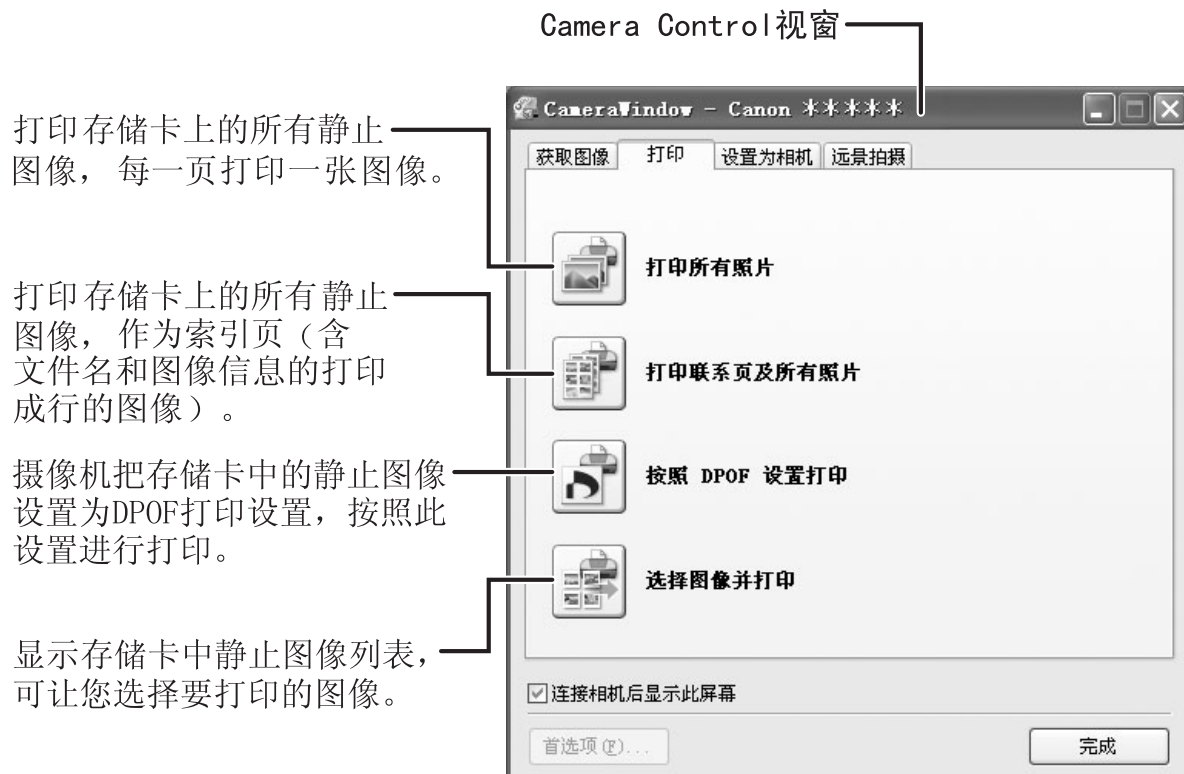 Camera Control视窗
打印存储卡上的所有静止
图像，每一页打印一张图像。
打印存储卡上的所有静止
图像，作为索引页（含
文件名和图像信息的打印
成行的图像）。
摄像机把存储卡中的静止图像
设置为DPOF打印设置，按照此
设置进行打印。
显示存储卡中静止图像列表，
可让您选择要打印的图像。
CameraWindow - Canon ＊＊＊＊＊
获取图像 打印 设置为相机 远景拍摄
打印所有照片
打印联系页及所有照片
按照 DPOF 设置打印
选择图像并打印
连接相机后显示此屏幕
首选项(F)... 完成